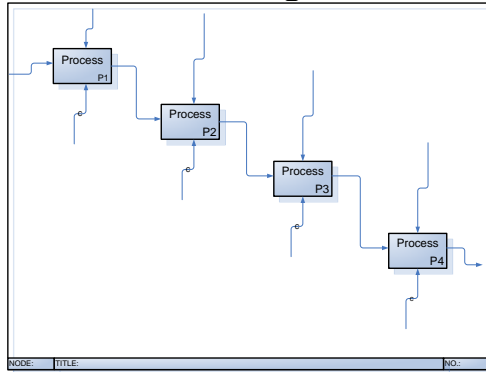 Process
P1
Process
P2
Process
P3
Process
P4
NODE: TITLE: NO.: